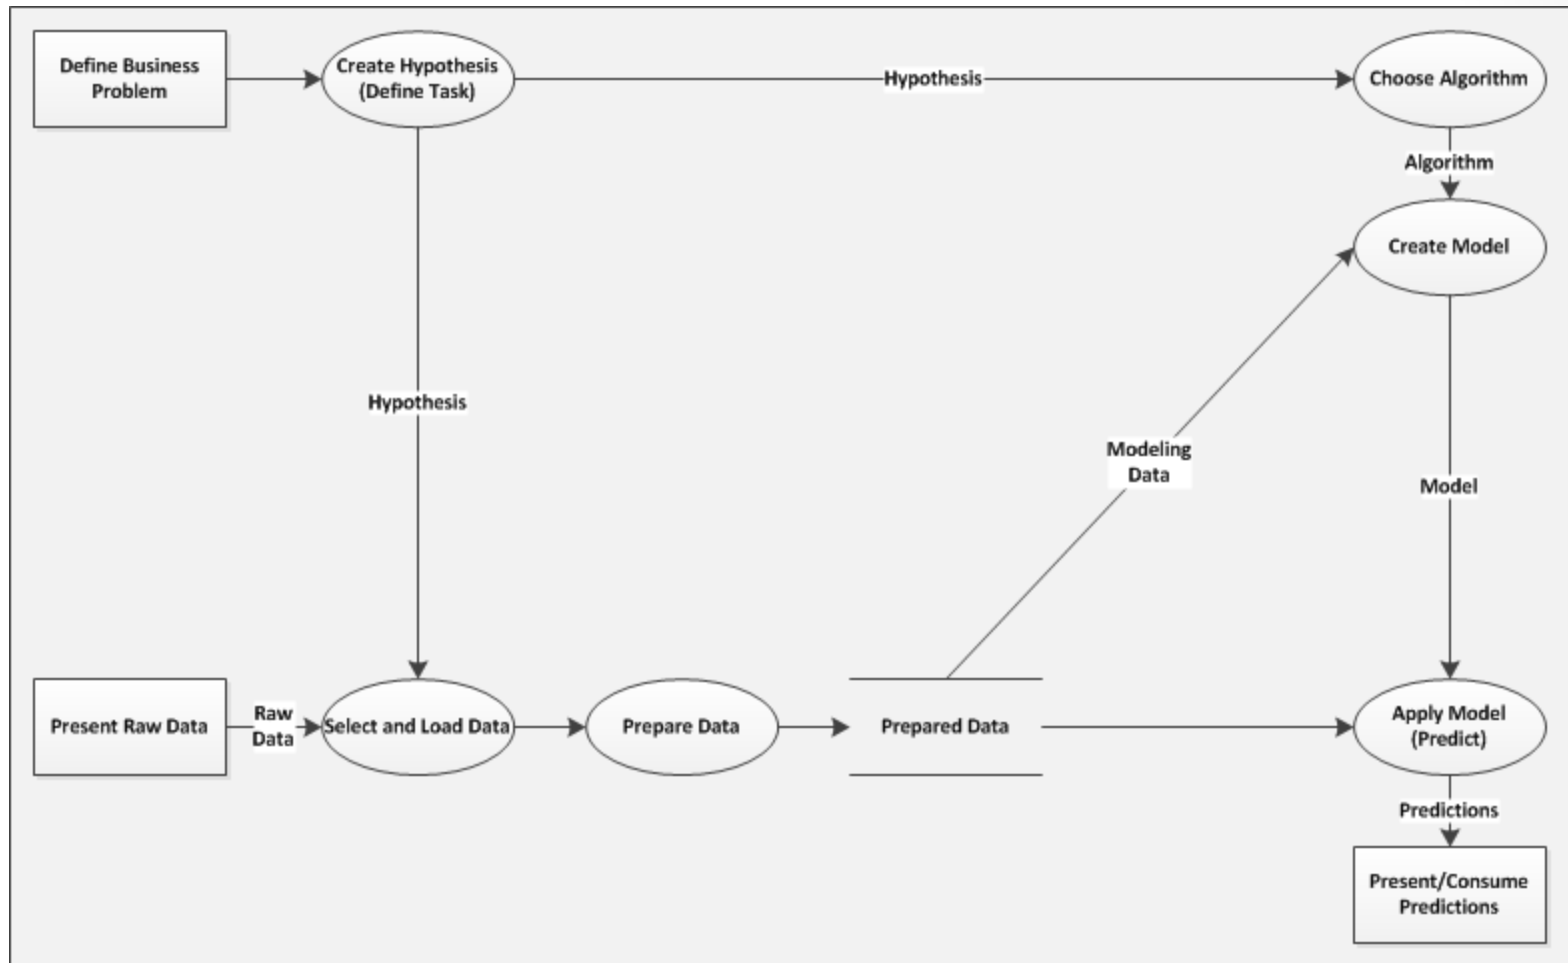 Define Business
Problem
Create Hypothesis
(Define Task)
Hypothesis
Choose Algorithm
Algorithm
Create Model
Hypothesis
Modeling
Data
Model
Present Raw Data
Raw
Data
Select and Load Data
Prepare Data
Prepared Data
Apply Model
(Predict)
Predictions
Present/Consume
Predictions